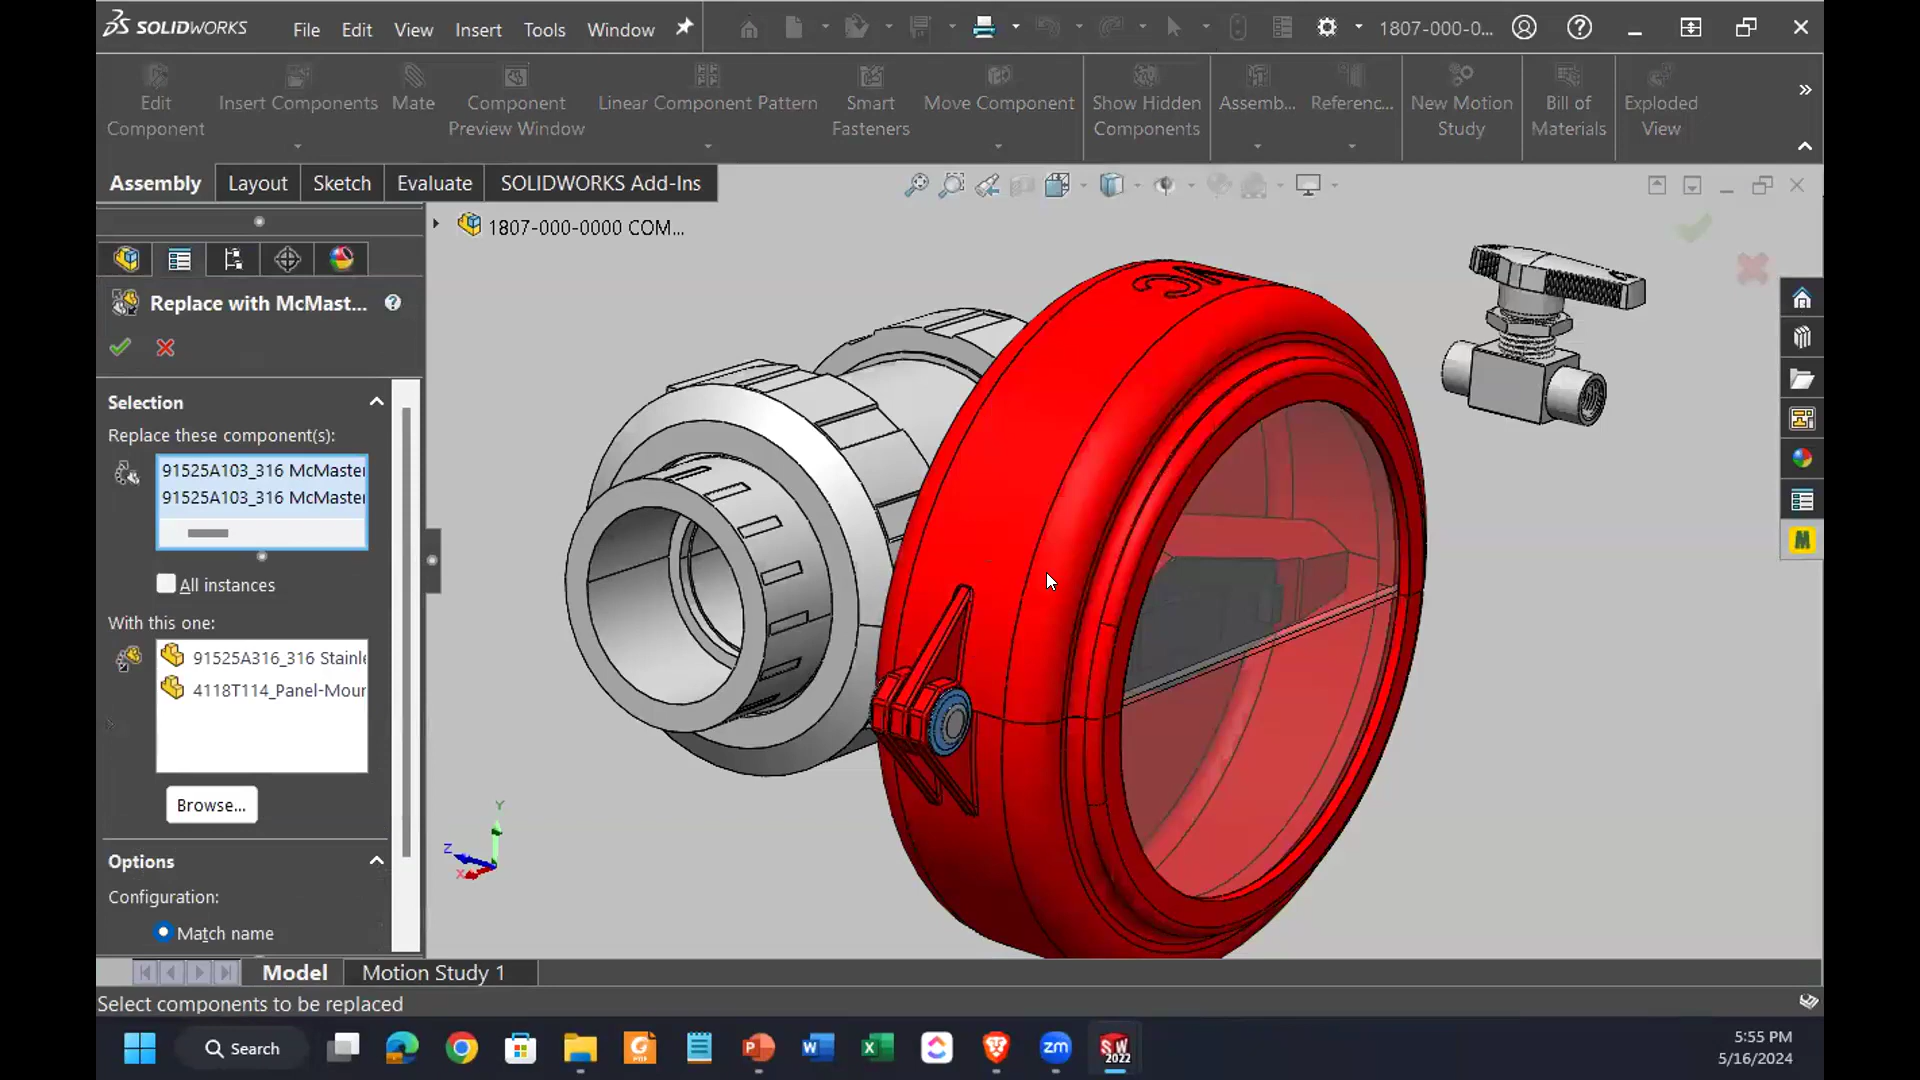 SOLIDWORKS File Edit View Insert Tools Window 1807-000-0...
Edit Component
Insert Components
Mate
Component Preview Window
Linear Component Pattern
Smart Fasteners
Move Component
Show Hidden Components
Assemb...
Referenc...
New Motion Study
Bill of Materials
Exploded View
Assembly Layout Sketch Evaluate SOLIDWORKS Add-Ins
1807-000-0000 COM...
Replace with McMast...
Selection
Replace these component(s):
91525A103_316 McMaster
91525A103_316 McMaster
All instances
With this one:
91525A316_316 Stainl
4118T114_Panel-Mour
Browse...
Options
Configuration:
Match name
VIC
Y
Z
X
M
Model Motion Study 1
Select components to be replaced
Search
zm
SW
2022
5:55 PM
5/16/2024